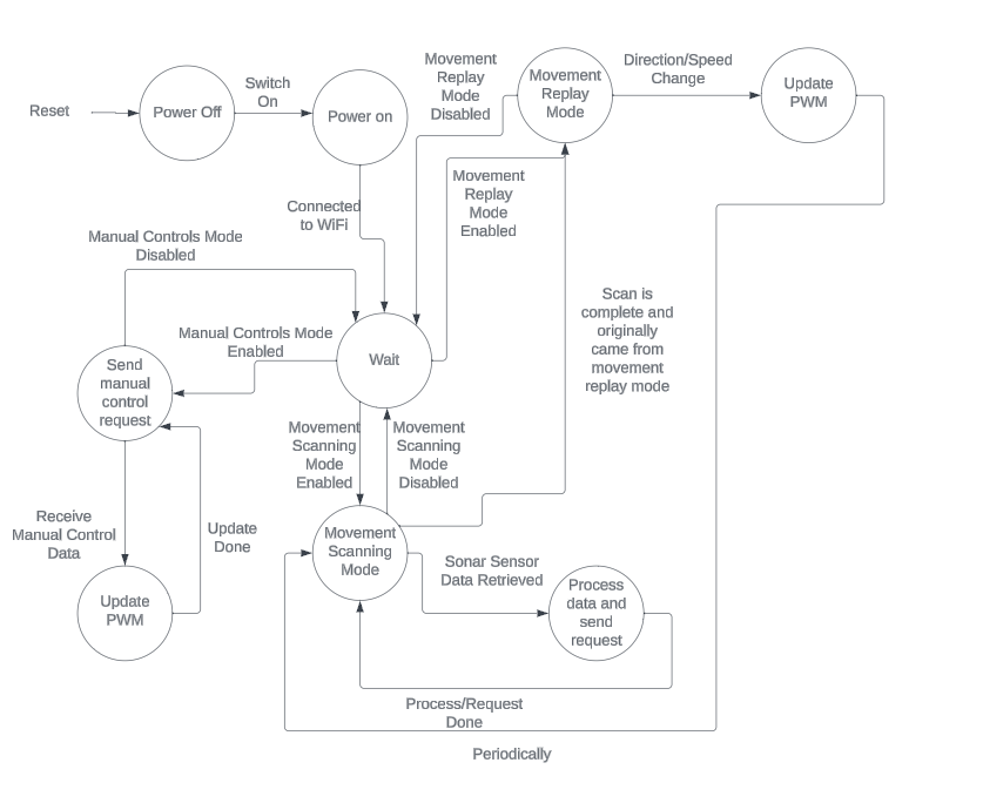 Reset
Power Off
Switch
On
Power on
Movement
Replay
Mode
Disabled
Movement
Replay
Mode
Direction/Speed
Change
Update
PWM
Connected
to WiFi
Movement
Replay
Mode
Enabled
Manual Controls Mode
Disabled
Manual Controls Mode
Enabled
Wait
Scan is
complete and
originally
came from
movement
replay mode
Send
manual
control
request
Movement
Scanning
Mode
Enabled
Movement
Scanning
Mode
Disabled
Receive
Manual Control
Data
Update
Done
Movement
Scanning
Mode
Sonar Sensor
Data Retrieved
Process
data and
send
request
Update
PWM
Process/Request
Done
Periodically